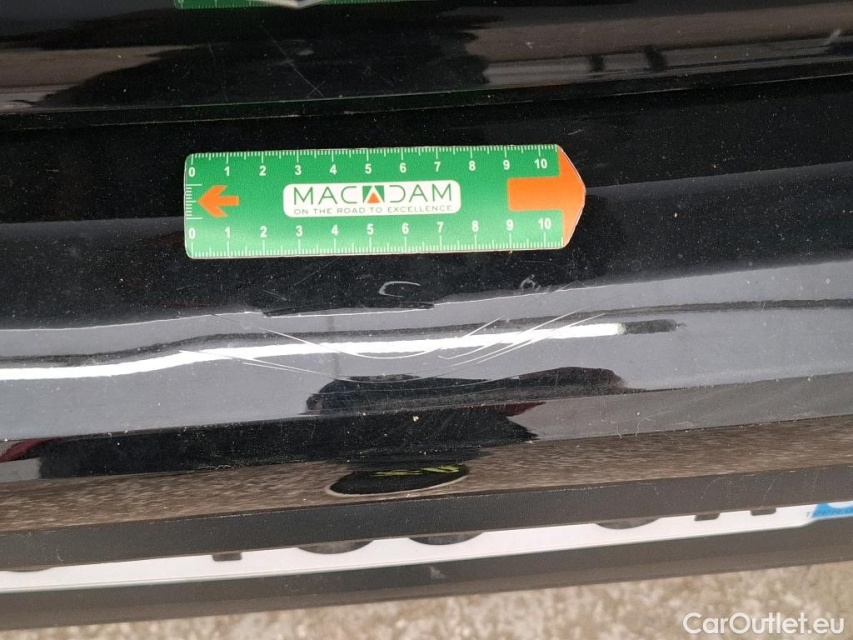 0 1 2 3 4 5 6 7 8 9 10
MACADAM
ON THE ROAD TO EXCELLENCE
0 1 2 3 4 5 6 7 8 9 10
CarOutlet.eu